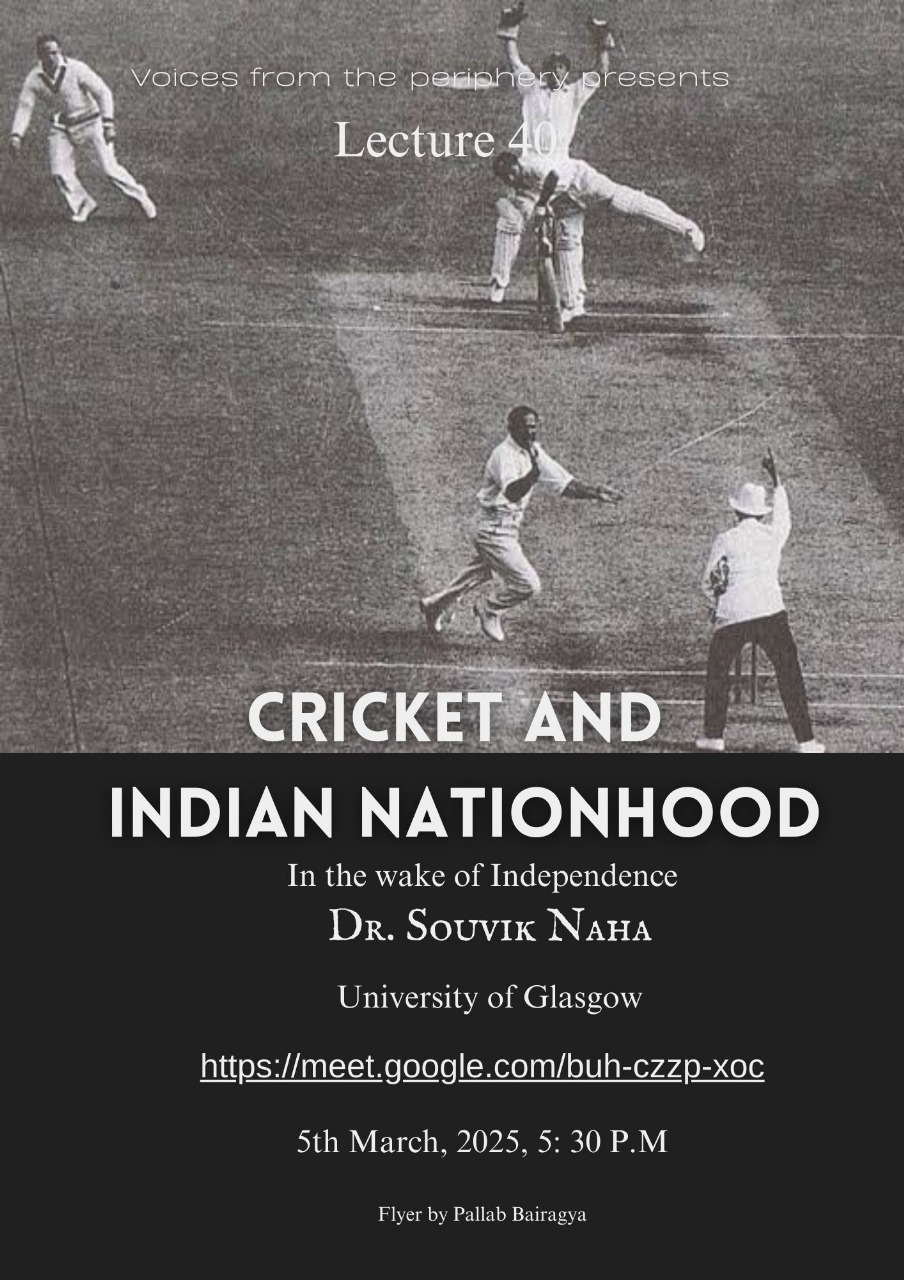 Voices from the periphery presents
Lecture 40
CRICKET AND
INDIAN NATIONHOOD
In the wake of Independence
Dr. Souvik Naha
University of Glasgow
https://meet.google.com/buh-czzp-xoc
5th March, 2025, 5: 30 P.M
Flyer by Pallab Bairagya